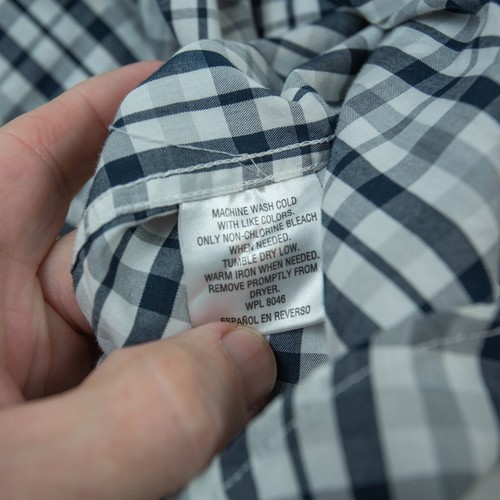 MACHINE WASH COLD
WITH LIKE COLORS.
ONLY NON-CHLORINE BLEACH
WHEN NEEDED.
TUMBLE DRY LOW.
WARM IRON WHEN NEEDED.
REMOVE PROMPTLY FROM
DRYER.
WPL 8046
ESPAÑOL EN REVERSO